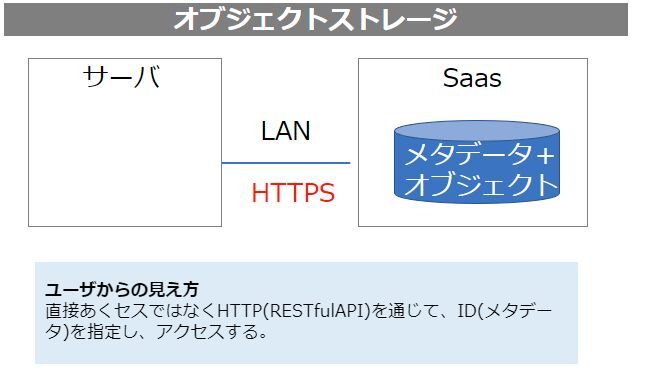 オブジェクトストレージ
サーバ
Saas
LAN
メタデータ＋
オブジェクト
HTTPS
ユーザからの見え方
直接あくセスではなくHTTP(RESTfulAPI)を通じて、ID(メタデー
タ)を指定し、アクセスする。